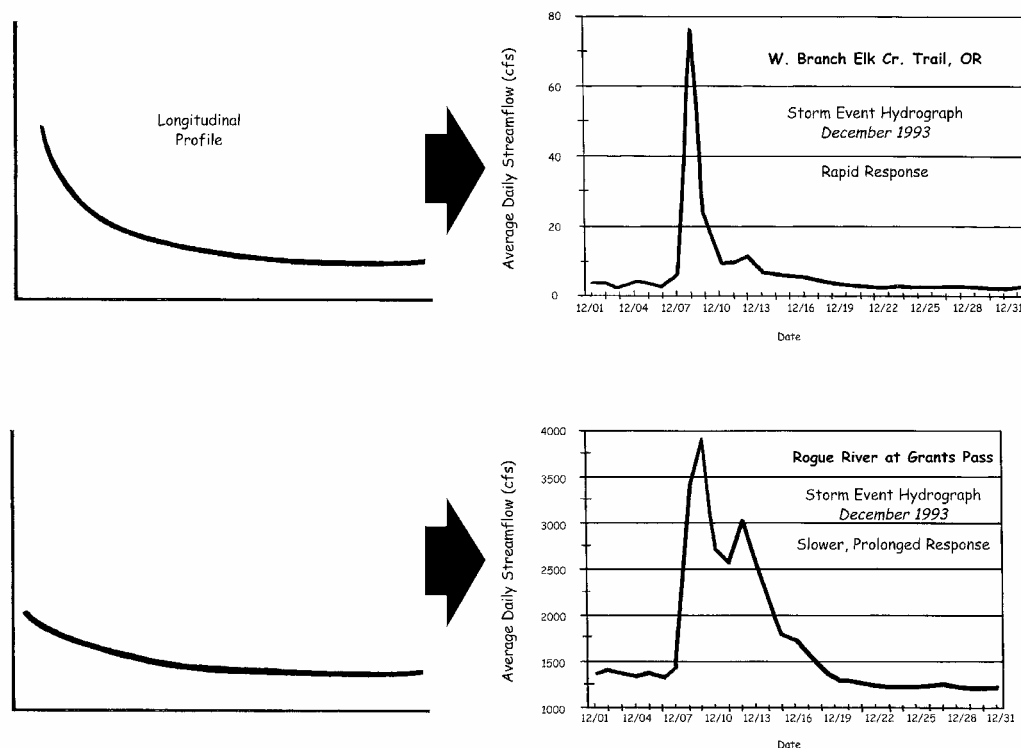 Longitudinal
Profile
Average Daily Streamflow (cfs)
80
60
40
20
0
W. Branch Elk Cr. Trail, OR
Storm Event Hydrograph
December 1993
Rapid Response
12/01 12/04 12/07 12/10 12/13 12/16 12/19 12/22 12/25 12/28 12/31
Date
Average Daily Streamflow (cfs)
4000
3500
3000
2500
2000
1500
1000
Rogue River at Grants Pass
Storm Event Hydrograph
December 1993
Slower, Prolonged Response
12/01 12/04 12/07 12/10 12/13 12/16 12/19 12/22 12/25 12/28 12/31
Date